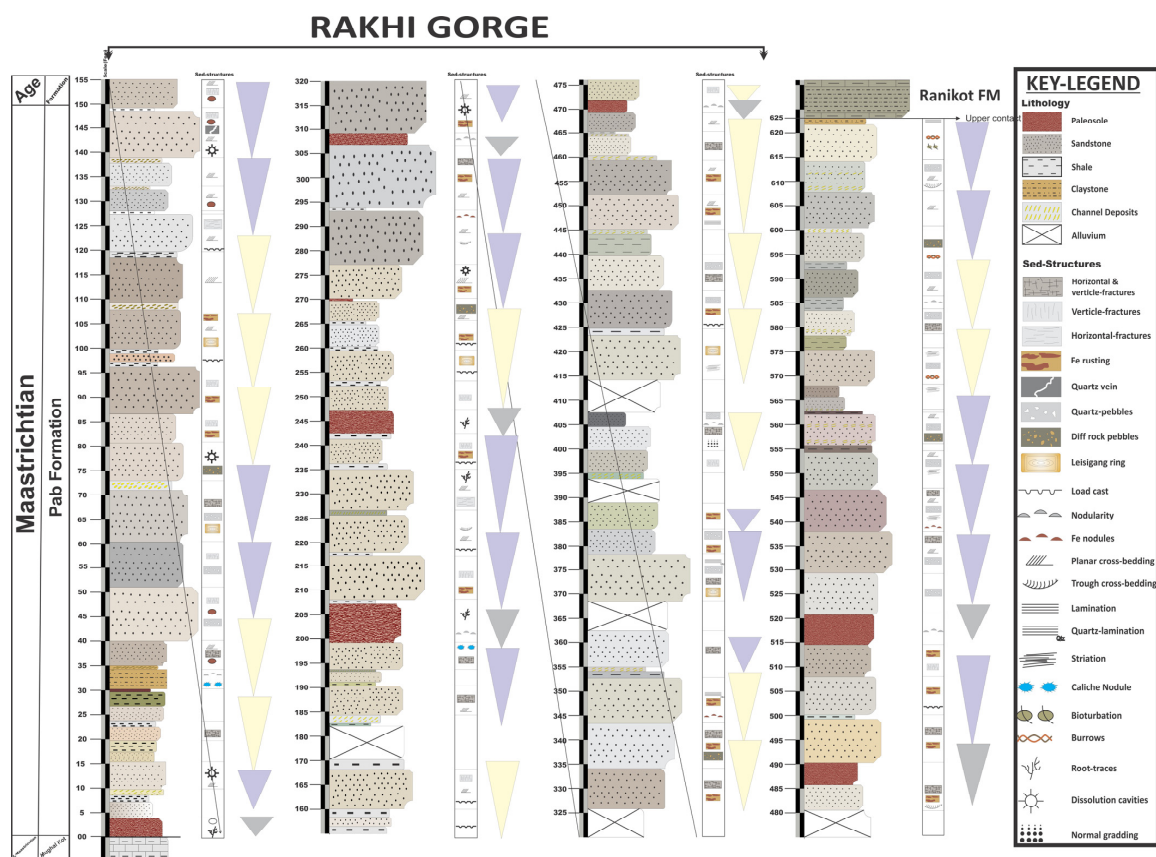 RAKHI GORGE
Age
Formation
Maastrichtian
Pab Formation
Sed-structures
155
150
145
140
135
130
125
120
115
110
105
100
95
90
85
80
75
70
65
60
55
50
45
40
35
30
25
20
15
10
05
00
Sed-structures
320
315
310
305
300
295
293
280
275
270
265
260
255
250
245
240
235
230
226
220
217
210
207
200
195
190
185
180
170
165
160
Sed-structures
475
470
465
460
455
450
445
440
435
430
425
420
415
410
405
400
395
390
385
380
375
370
365
360
355
350
345
340
335
330
325
Ranikot FM
Upper contact
625
620
615
610
605
600
595
590
585
580
575
570
565
560
555
550
545
540
535
530
525
520
515
510
505
500
495
490
485
480
KEY-LEGEND
Lithology
Paleosole
Sandstone
Shale
Claystone
Channel Deposits
Alluvium
Sed-Structures
Horizontal &
verticle-fractures
Verticle-fractures
Horizontal-fractures
Fe rusting
Quartz vein
Quartz-pebbles
Diff rock pebbles
Leisigang ring
Load cast
Nodularity
Fe nodules
Planar cross-bedding
Trough cross-bedding
Lamination
Quartz-lamination
Qtz
Striation
Caliche Nodule
Bioturbation
Burrows
Root-traces
Dissolution cavities
Normal gradding